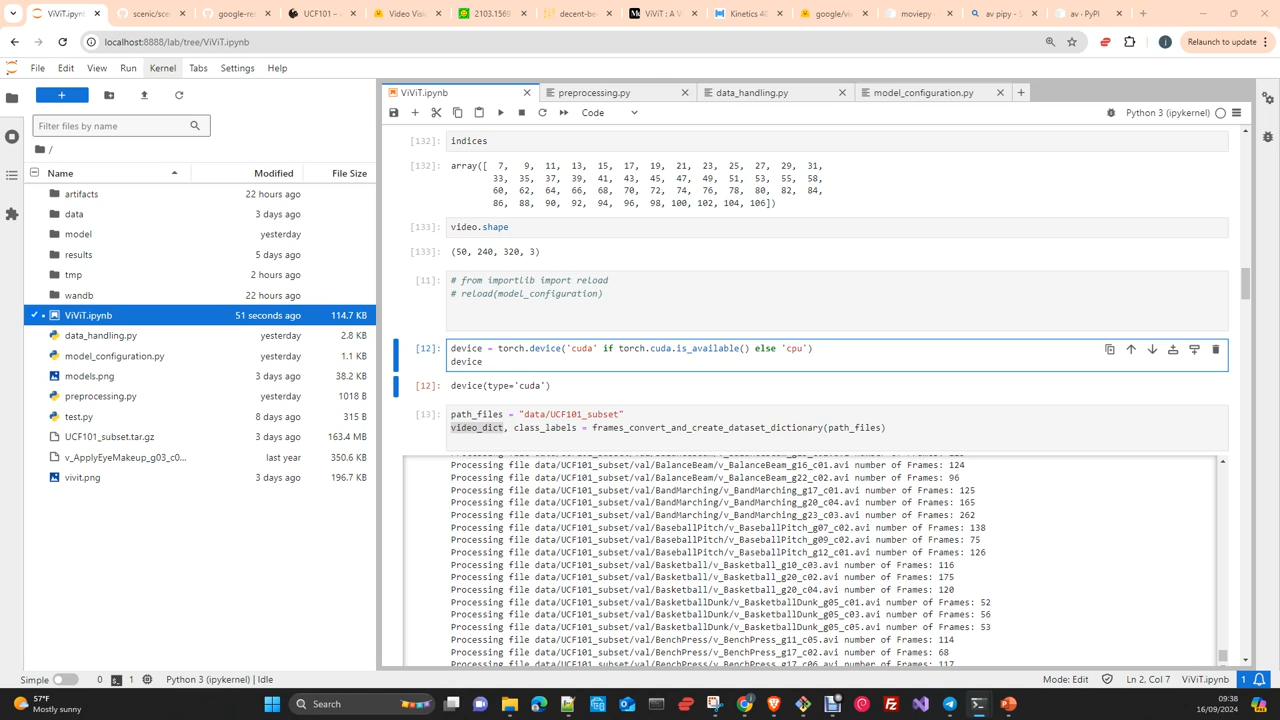 ViViT.ipynb
scenic/scen
google-res
UCF101 –
Video Visi
2103.1569
decent-be
ViViT : A V
Kinetics 40
google/vi
moviepy
av pipy - S
av · PyPI
localhost:8888/lab/tree/ViViT.ipynb
Relaunch to update
File Edit View Run Kernel Tabs Settings Help
ViViT.ipynb
preprocessing.py
data_handling.py
model_configuration.py
Code
Python 3 (ipykernel)
Filter files by name
/
Name Modified File Size
artifacts 22 hours ago
data 3 days ago
model yesterday
results 5 days ago
tmp 2 hours ago
wandb 22 hours ago
ViViT.ipynb 51 seconds ago 114.7 KB
data_handling.py yesterday 2.8 KB
model_configuration.py yesterday 1.1 KB
models.png yesterday 38.2 KB
preprocessing.py yesterday 1018 B
test.py 8 days ago 315 B
UCF101_subset.tar.gz 3 days ago 163.4 MB
v_ApplyEyeMakeup_g03_c0... last year 350.6 KB
vivit.png 3 days ago 196.7 KB
[132]: indices
[132]: array([ 7, 9, 11, 13, 15, 17, 19, 21, 23, 25, 27, 29, 31,
33, 35, 37, 39, 41, 43, 45, 47, 49, 51, 53, 55, 58,
60, 62, 64, 66, 68, 70, 72, 74, 76, 78, 80, 82, 84,
86, 88, 90, 92, 94, 96, 98, 100, 102, 104, 106])
[133]: video.shape
[133]: (50, 240, 320, 3)
[11]: # from importlib import reload
# reload(model_configuration)
[12]: device = torch.device('cuda' if torch.cuda.is_available() else 'cpu')
device
[12]: device(type='cuda')
[13]: path_files = "data/UCF101_subset"
video_dict, class_labels = frames_convert_and_create_dataset_dictionary(path_files)
Processing file data/UCF101_subset/val/BalanceBeam/v_BalanceBeam_g16_c01.avi number of Frames: 124
Processing file data/UCF101_subset/val/BalanceBeam/v_BalanceBeam_g22_c02.avi number of Frames: 96
Processing file data/UCF101_subset/val/BandMarching/v_BandMarching_g17_c01.avi number of Frames: 125
Processing file data/UCF101_subset/val/BandMarching/v_BandMarching_g20_c04.avi number of Frames: 165
Processing file data/UCF101_subset/val/BandMarching/v_BandMarching_g23_c03.avi number of Frames: 262
Processing file data/UCF101_subset/val/BaseballPitch/v_BaseballPitch_g07_c02.avi number of Frames: 138
Processing file data/UCF101_subset/val/BaseballPitch/v_BaseballPitch_g09_c02.avi number of Frames: 75
Processing file data/UCF101_subset/val/BaseballPitch/v_BaseballPitch_g12_c01.avi number of Frames: 126
Processing file data/UCF101_subset/val/Basketball/v_Basketball_g10_c03.avi number of Frames: 116
Processing file data/UCF101_subset/val/Basketball/v_Basketball_g20_c02.avi number of Frames: 175
Processing file data/UCF101_subset/val/Basketball/v_Basketball_g20_c04.avi number of Frames: 120
Processing file data/UCF101_subset/val/BasketballDunk/v_BasketballDunk_g05_c01.avi number of Frames: 52
Processing file data/UCF101_subset/val/BasketballDunk/v_BasketballDunk_g05_c03.avi number of Frames: 56
Processing file data/UCF101_subset/val/BasketballDunk/v_BasketballDunk_g05_c05.avi number of Frames: 53
Processing file data/UCF101_subset/val/BenchPress/v_BenchPress_g11_c05.avi number of Frames: 114
Processing file data/UCF101_subset/val/BenchPress/v_BenchPress_g17_c02.avi number of Frames: 68
Processing file data/UCF101_subset/val/BenchPress/v_BenchPress_g17_c06.avi number of Frames: 117
Simple 0 1 Python 3 (ipykernel) | Idle
Mode: Edit Ln 2, Col 7 ViViT.ipynb 1
57°F
Mostly sunny
Search
09:38
16/09/2024